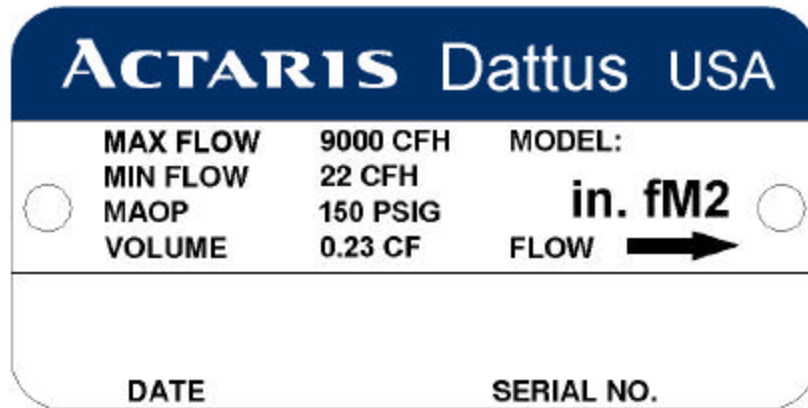 ACTARIS Dattus USA
MAX FLOW 9000 CFH MODEL:
MIN FLOW 22 CFH
in. fM2
MAOP 150 PSIG
VOLUME 0.23 CF FLOW
DATE SERIAL NO.